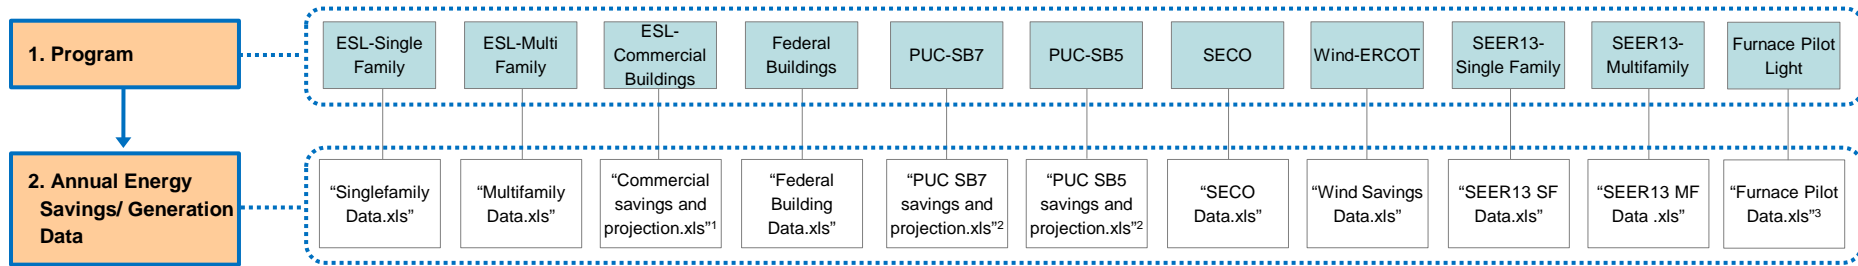 1. Program
ESL-Single
Family
ESL-Multi
Family
ESL-
Commercial
Buildings
Federal
Buildings
PUC-SB7
PUC-SB5
SECO
Wind-ERCOT
SEER13-
Single Family
SEER13-
Multifamily
Furnace Pilot
Light
2. Annual Energy
Savings/ Generation
Data
“Singlefamily
Data.xls”
“Multifamily
Data.xls”
“Commercial
savings and
projection.xls”¹
“Federal
Building
Data.xls”
“PUC SB7
savings and
projection.xls”²
“PUC SB5
savings and
projection.xls”²
“SECO
Data.xls”
“Wind Savings
Data.xls”
“SEER13 SF
Data.xls”
“SEER13 MF
Data .xls”
“Furnace Pilot
Data.xls”³